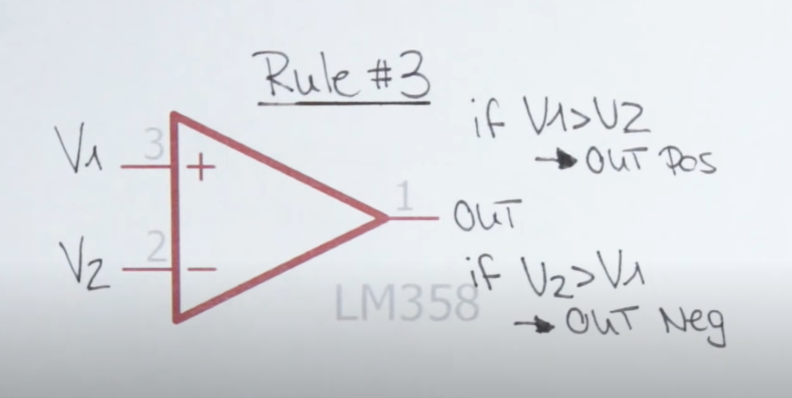 Rule #3
if V1>V2
→ OUT Pos
V1 3 +
1 OUT
V2 2 −
if V2>V1
→ OUT Neg
LM358